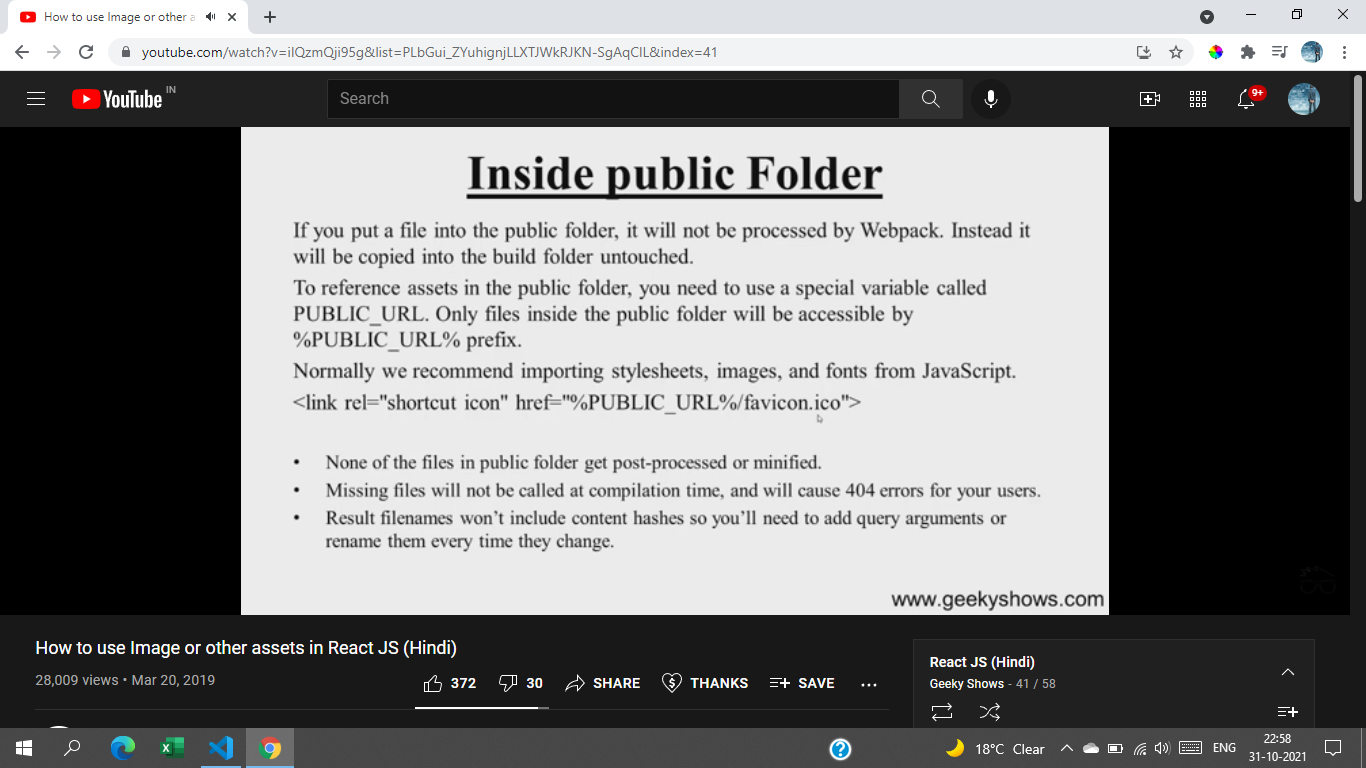 How to use Image or other a
youtube.com/watch?v=ilQzmQji95g&list=PLbGui_ZYuhignjLLXTJWkRJKN-SgAqClL&index=41
YouTube IN
Search
9+
Inside public Folder
If you put a file into the public folder, it will not be processed by Webpack. Instead it
will be copied into the build folder untouched.
To reference assets in the public folder, you need to use a special variable called
PUBLIC_URL. Only files inside the public folder will be accessible by
%PUBLIC_URL% prefix.
Normally we recommend importing stylesheets, images, and fonts from JavaScript.
<link rel="shortcut icon" href="%PUBLIC_URL%/favicon.ico">
• None of the files in public folder get post-processed or minified.
• Missing files will not be called at compilation time, and will cause 404 errors for your users.
• Result filenames won't include content hashes so you'll need to add query arguments or
rename them every time they change.
www.geekyshows.com
How to use Image or other assets in React JS (Hindi)
28,009 views • Mar 20, 2019
372
30
SHARE
THANKS
SAVE
React JS (Hindi)
Geeky Shows - 41 / 58
18°C Clear
ENG
22:58
31-10-2021